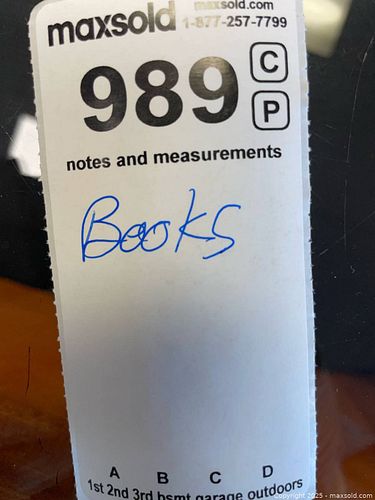 maxsold maxsold.com
1-877-257-7799
989 C
P
notes and measurements
Books
A B C D
1st 2nd 3rd bsmt garage outdoors
Copyright 2025 - maxsold.com